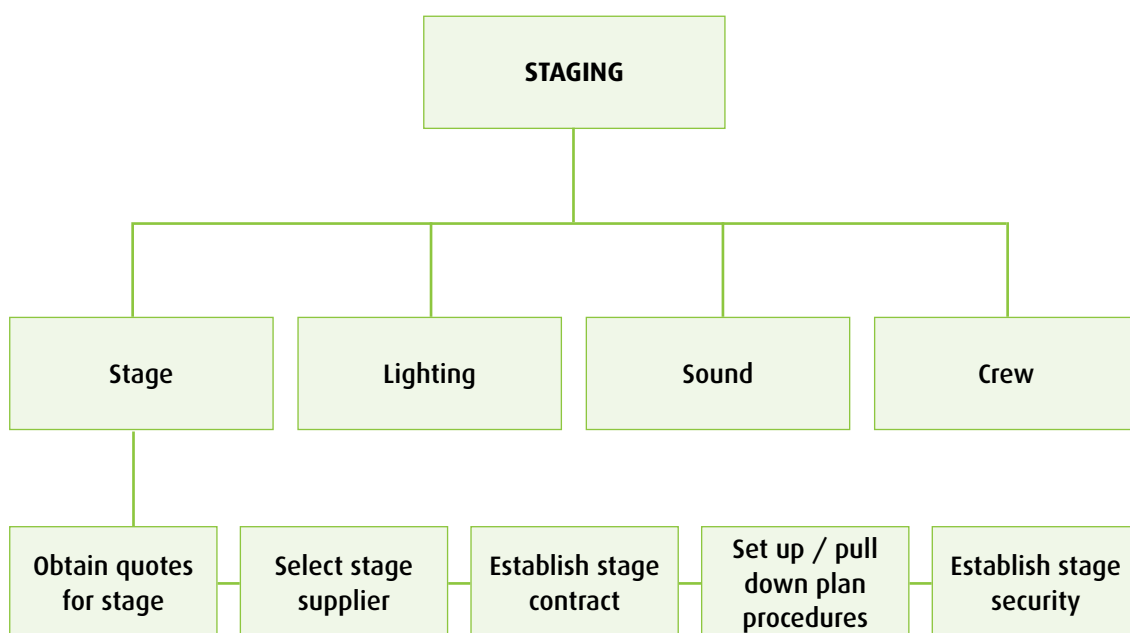 STAGING
Stage
Lighting
Sound
Crew
Obtain quotes
for stage
Select stage
supplier
Establish stage
contract
Set up / pull
down plan
procedures
Establish stage
security